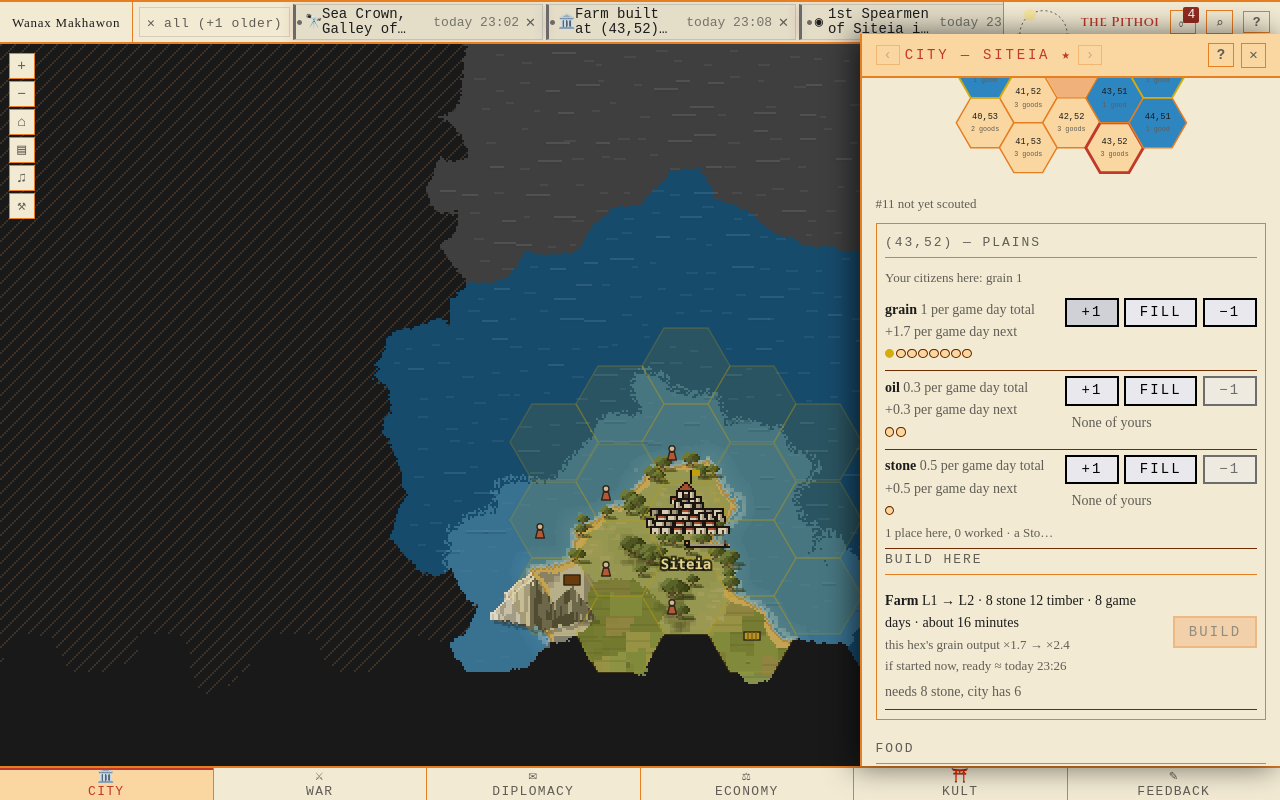 Wanax Makhawon
× all (+1 older)
Sea Crown, Galley of… today 23:02 ×
Farm built at (43,52)… today 23:08 ×
1st Spearmen of Siteia i… today 23
THE PITHOI
4
?
‹ CITY — SITEIA ★ ›
? ×
41,52
3 goods
43,51
40,53
2 goods
42,52
3 goods
44,51
41,53
3 goods
43,52
3 goods
#11 not yet scouted
(43,52) — PLAINS
Your citizens here: grain 1
grain 1 per game day total
+1 FILL −1
+1.7 per game day next
oil 0.3 per game day total
+1 FILL −1
+0.3 per game day next
None of yours
stone 0.5 per game day total
+1 FILL −1
+0.5 per game day next
None of yours
1 place here, 0 worked · a Sto…
BUILD HERE
Farm L1 → L2 · 8 stone 12 timber · 8 game
days · about 16 minutes
BUILD
this hex's grain output ×1.7 → ×2.4
if started now, ready ≈ today 23:26
needs 8 stone, city has 6
FOOD
Siteia
CITY
WAR
DIPLOMACY
ECONOMY
KULT
FEEDBACK